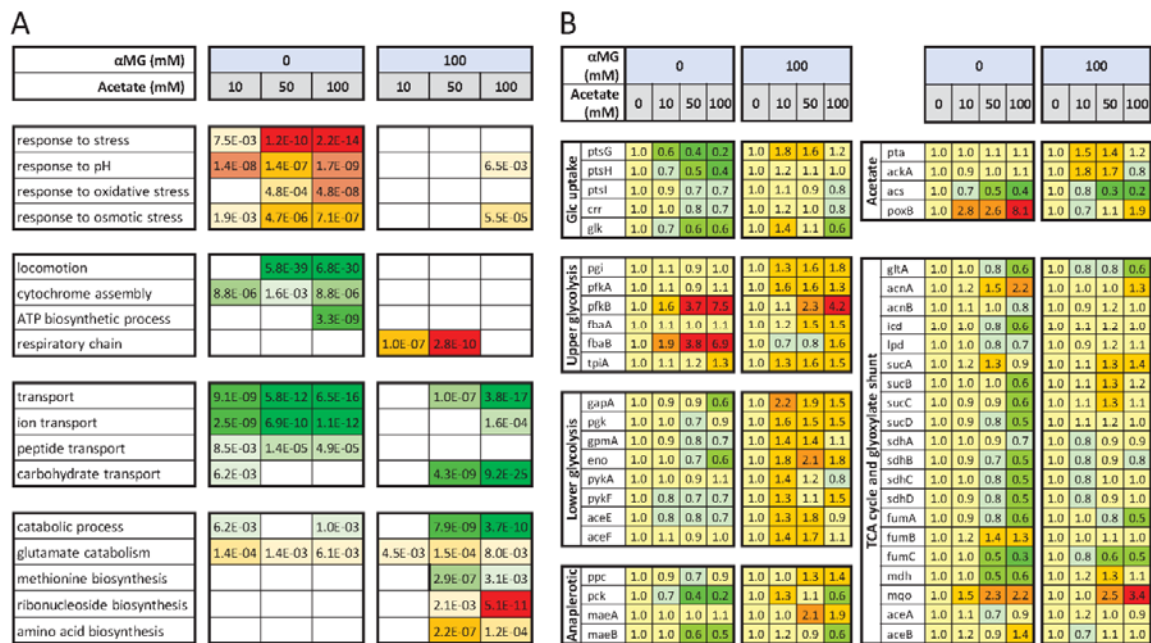 A
αMG (mM) 0 100
Acetate (mM) 10 50 100 10 50 100
response to stress 7.5E-03 1.2E-10 2.2E-14
response to pH 1.4E-08 1.4E-07 1.7E-09 6.5E-03
response to oxidative stress 4.8E-04 4.8E-08
response to osmotic stress 1.9E-03 4.7E-06 7.1E-07 5.5E-05
locomotion 5.8E-39 6.8E-30
cytochrome assembly 8.8E-06 1.6E-03 8.8E-06
ATP biosynthetic process 3.3E-09
respiratory chain 1.0E-07 2.8E-10
transport 9.1E-09 5.8E-12 6.5E-16 1.0E-07 3.8E-17
ion transport 2.5E-09 6.9E-10 1.1E-12 1.6E-04
peptide transport 8.5E-03 1.4E-05 4.9E-05
carbohydrate transport 6.2E-03 4.3E-09 9.2E-25
catabolic process 6.2E-03 1.0E-03 7.9E-09 3.7E-10
glutamate catabolism 1.4E-04 1.4E-03 6.1E-03 4.5E-03 1.5E-04 8.0E-03
methionine biosynthesis 2.9E-07 3.1E-03
ribonucleoside biosynthesis 2.1E-03 5.1E-11
amino acid biosynthesis 2.2E-07 1.2E-04
B
αMG (mM) 0 100
Acetate (mM) 0 10 50 100 0 10 50 100
Glc uptake
ptsG 1.0 0.6 0.4 0.2 1.0 1.8 1.6 1.2
ptsH 1.0 0.7 0.5 0.4 1.0 1.2 1.1 1.0
ptsI 1.0 0.9 0.7 0.7 1.0 1.1 0.9 0.8
crr 1.0 1.0 0.8 0.7 1.0 1.2 1.0 0.8
glk 1.0 0.7 0.6 0.6 1.0 1.4 1.1 0.6
Upper glycolysis
pgi 1.0 1.1 0.9 1.0 1.0 1.3 1.6 1.8
pfkA 1.0 1.1 0.9 1.1 1.0 1.6 1.6 1.3
pfkB 1.0 1.6 3.7 7.5 1.0 1.1 2.3 4.2
fbaA 1.0 1.1 1.0 1.1 1.0 1.2 1.5 1.5
fbaB 1.0 1.9 3.8 6.9 1.0 0.7 0.8 1.6
tpiA 1.0 1.1 1.2 1.3 1.0 1.3 1.6 1.5
Lower glycolysis
gapA 1.0 0.9 0.9 0.6 1.0 2.2 1.9 1.5
pgk 1.0 1.0 0.7 0.9 1.0 1.6 1.5 1.5
gpmA 1.0 0.9 0.8 0.7 1.0 1.4 1.4 1.1
eno 1.0 1.0 0.7 0.6 1.0 1.8 2.1 1.8
pykA 1.0 1.0 0.9 1.1 1.0 1.4 1.2 0.8
pykF 1.0 0.8 0.7 0.7 1.0 1.3 1.1 1.5
aceE 1.0 0.8 0.8 0.7 1.0 1.3 1.8 0.9
aceF 1.0 1.1 0.9 1.0 1.0 1.4 1.7 1.1
Anaplerotic
ppc 1.0 0.9 0.7 0.9 1.0 1.0 1.3 1.4
pck 1.0 0.7 0.4 0.2 1.0 1.3 1.1 0.6
maeA 1.0 1.0 1.0 1.1 1.0 1.1 2.1 1.9
maeB 1.0 1.0 0.6 0.5 1.0 1.2 0.9 0.6
0 100
0 10 50 100 0 10 50 100
Acetate
pta 1.0 1.0 1.1 1.1 1.0 1.5 1.4 1.2
ackA 1.0 0.9 1.0 1.1 1.0 1.8 1.7 0.8
acs 1.0 0.7 0.5 0.4 1.0 0.8 0.3 0.2
poxB 1.0 2.8 2.6 8.1 1.0 0.7 1.1 1.9
TCA cycle and glyoxylate shunt
gltA 1.0 1.0 0.8 0.6 1.0 0.8 0.8 0.6
acnA 1.0 1.2 1.5 2.2 1.0 1.0 1.0 1.3
acnB 1.0 1.1 1.0 0.8 1.0 1.0 1.0 1.0
icd 1.0 1.0 0.8 0.6 1.0 1.1 1.2 1.0
lpd 1.0 1.0 0.8 0.7 1.0 0.9 1.2 1.1
sucA 1.0 1.2 1.3 0.9 1.0 1.1 1.3 1.4
sucB 1.0 1.0 1.0 0.6 1.0 1.1 1.3 1.2
sucC 1.0 1.0 0.9 0.6 1.0 1.1 1.3 1.1
sucD 1.0 1.0 0.8 0.5 1.0 1.1 1.2 1.0
sdhA 1.0 1.0 0.9 0.7 1.0 0.8 0.9 0.9
sdhB 1.0 0.9 0.7 0.5 1.0 0.8 0.9 0.8
sdhC 1.0 1.0 0.8 0.5 1.0 0.8 1.0 1.0
sdhD 1.0 0.9 0.8 0.5 1.0 0.9 1.0 0.9
fumA 1.0 0.9 0.8 0.6 1.0 1.0 0.8 0.5
fumB 1.0 1.2 1.4 1.3 1.0 0.9 1.1 1.0
fumC 1.0 1.0 0.5 0.3 1.0 0.8 0.6 0.5
mdh 1.0 1.0 0.5 0.6 1.0 1.2 1.3 1.1
mqo 1.0 1.5 2.3 2.2 1.0 1.0 2.5 3.4
aceA 1.0 1.1 0.7 0.9 1.0 1.2 1.0 0.9
aceB 1.0 1.2 0.9 1.4 1.0 0.8 1.1 1.0